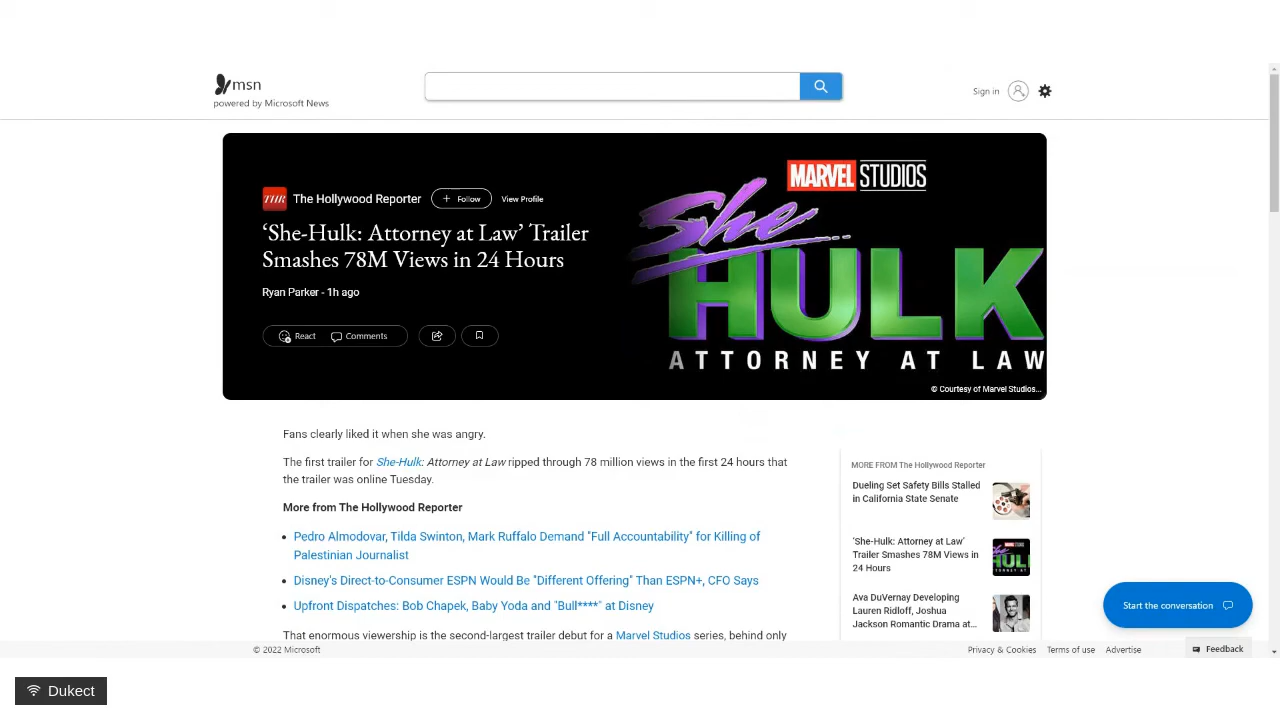 msn
powered by Microsoft News
Sign in
MARVEL STUDIOS
She
HULK
ATTORNEY AT LAW
© Courtesy of Marvel Studios...
THR The Hollywood Reporter + Follow View Profile
‘She-Hulk: Attorney at Law’ Trailer
Smashes 78M Views in 24 Hours
Ryan Parker - 1h ago
React Comments
Fans clearly liked it when she was angry.
The first trailer for She-Hulk: Attorney at Law ripped through 78 million views in the first 24 hours that
the trailer was online Tuesday.
More from The Hollywood Reporter
• Pedro Almodovar, Tilda Swinton, Mark Ruffalo Demand "Full Accountability" for Killing of
Palestinian Journalist
• Disney's Direct-to-Consumer ESPN Would Be "Different Offering" Than ESPN+, CFO Says
• Upfront Dispatches: Bob Chapek, Baby Yoda and "Bull****" at Disney
That enormous viewership is the second-largest trailer debut for a Marvel Studios series, behind only
MORE FROM The Hollywood Reporter
Dueling Set Safety Bills Stalled
in California State Senate
‘She-Hulk: Attorney at Law’
Trailer Smashes 78M Views in
24 Hours
Ava DuVernay Developing
Lauren Ridloff, Joshua
Jackson Romantic Drama at...
Start the conversation
© 2022 Microsoft
Privacy & Cookies Terms of use Advertise
Feedback
Dukect